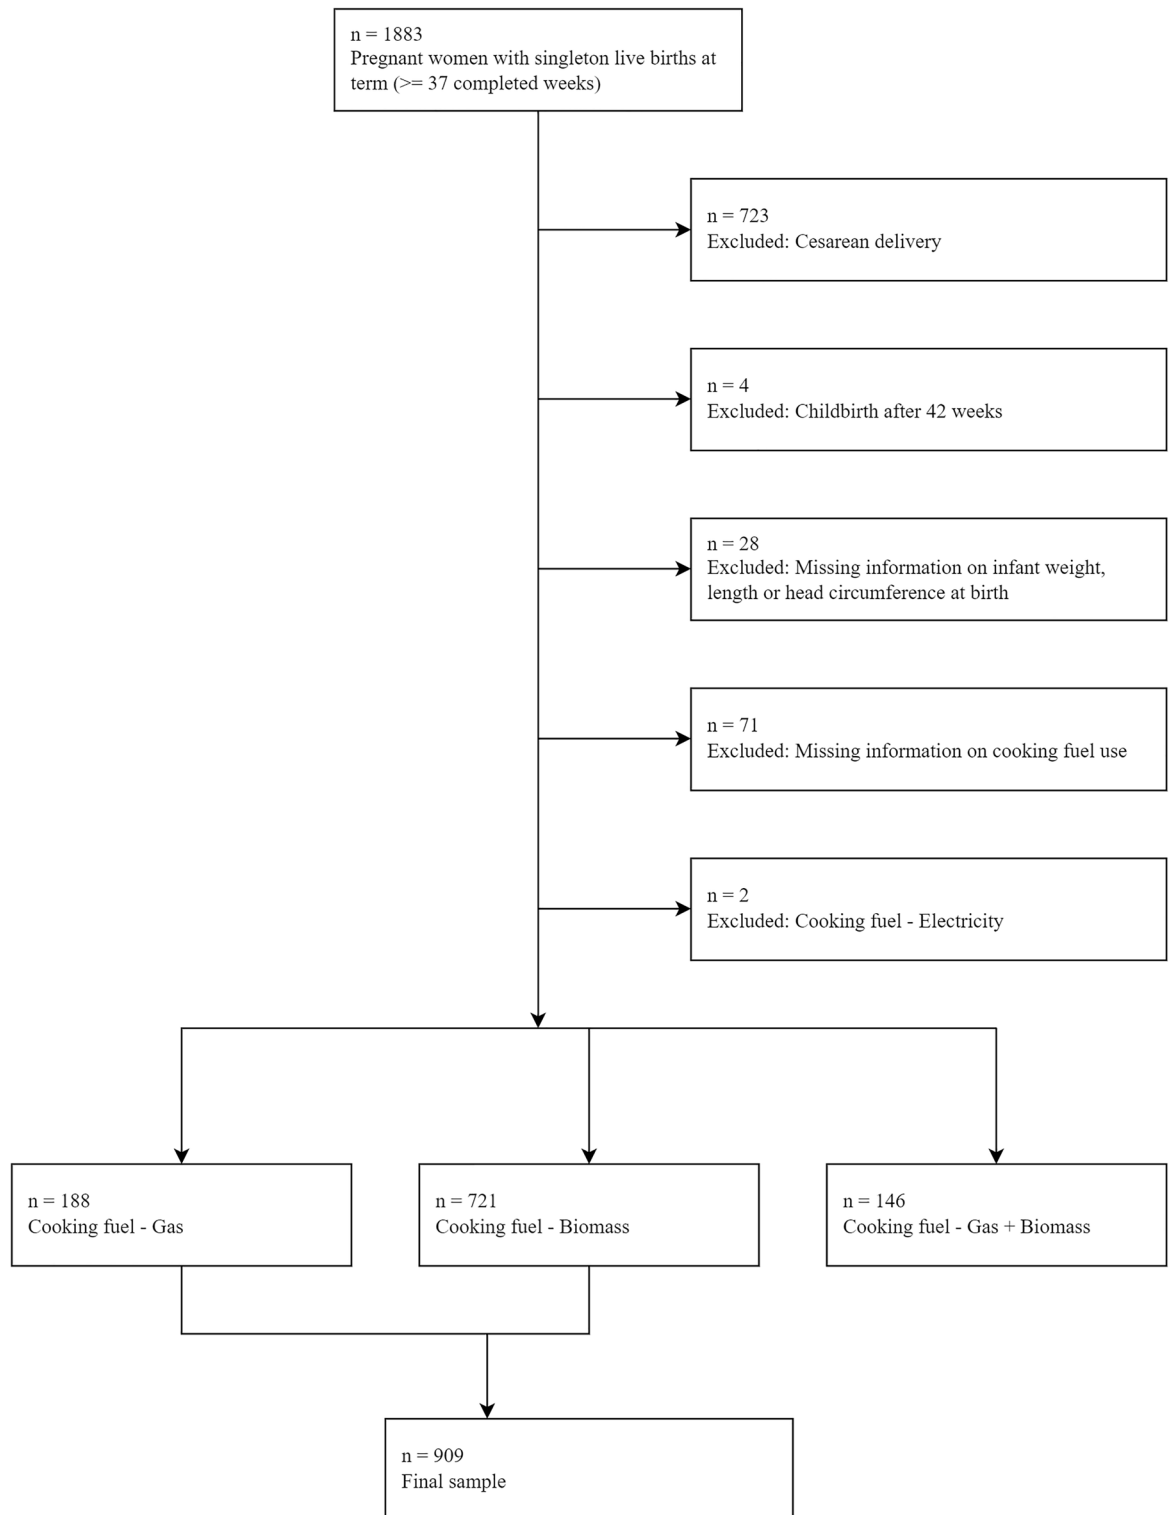 n = 1883
Pregnant women with singleton live births at
term (>= 37 completed weeks)
n = 723
Excluded: Cesarean delivery
n = 4
Excluded: Childbirth after 42 weeks
n = 28
Excluded: Missing information on infant weight,
length or head circumference at birth
n = 71
Excluded: Missing information on cooking fuel use
n = 2
Excluded: Cooking fuel - Electricity
n = 188
Cooking fuel - Gas
n = 721
Cooking fuel - Biomass
n = 146
Cooking fuel - Gas + Biomass
n = 909
Final sample